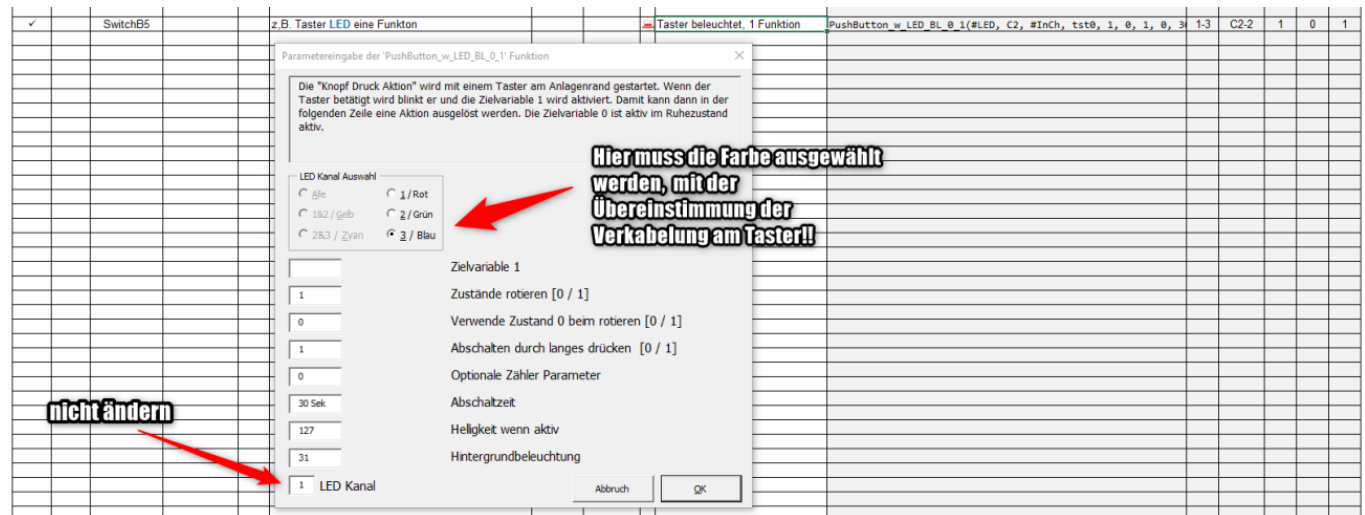 ✓ SwitchB5 z.B. Taster LED eine Funkton Taster beleuchtet, 1 Funktion PushButton_w_LED_BL_0_1(#LED, C2, #InCh, tst0, 1, 0, 1, 0, 30 1-3 C2-2 1 0 1
Parametereingabe der 'PushButton_w_LED_BL_0_1' Funktion
Die "Knopf Druck Aktion" wird mit einem Taster am Anlagenrand gestartet. Wenn der
Taster betätigt wird blinkt er und die Zielvariable 1 wird aktiviert. Damit kann dann in der
folgenden Zeile eine Aktion ausgelöst werden. Die Zielvariable 0 ist aktiv im Ruhezustand
aktiv.
Hier muss die Farbe ausgewählt
werden, mit der
Übereinstimmung der
Verkabelung am Taster!!
LED Kanal Auswahl
Alle 1 / Rot
1&2 / Gelb 2 / Grün
2&3 / Zyan 3 / Blau
Zielvariable 1
1 Zustände rotieren [0 / 1]
0 Verwende Zustand 0 beim rotieren [0 / 1]
1 Abschalten durch langes drücken [0 / 1]
0 Optionale Zähler Parameter
30 Sek Abschaltzeit
nicht ändern
127 Helligkeit wenn aktiv
31 Hintergrundbeleuchtung
1 LED Kanal
Abbruch OK